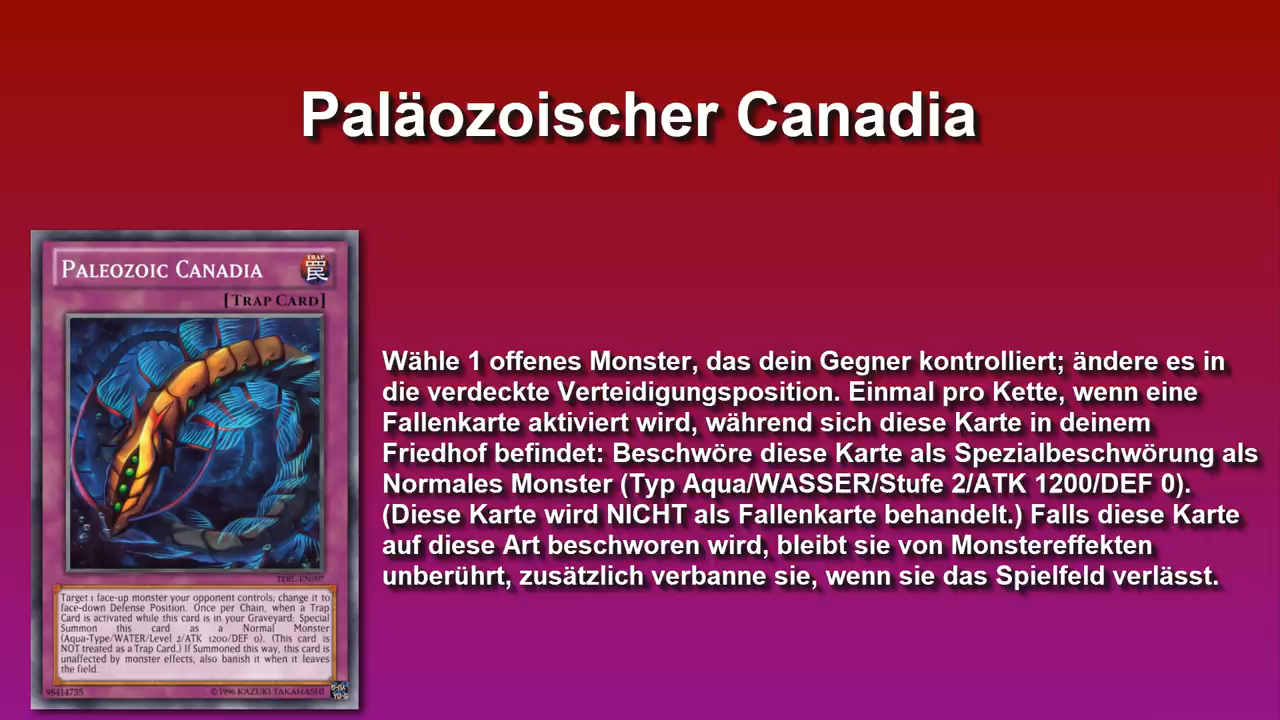 Paläozoischer Canadia
PALEOZOIC CANADIA
TRAP
罠
[TRAP CARD]
TDIL-EN097
Target 1 face-up monster your opponent controls; change it to
face-down Defense Position. Once per Chain, when a Trap
Card is activated while this card is in your Graveyard: Special
Summon this card as a Normal Monster
(Aqua-Type/WATER/Level 2/ATK 1200/DEF 0). (This card is
NOT treated as a Trap Card.) If Summoned this way, this card is
unaffected by monster effects, also banish it when it leaves
the field.
98414735
©1996 KAZUKI TAKAHASHI
Wähle 1 offenes Monster, das dein Gegner kontrolliert; ändere es in
die verdeckte Verteidigungsposition. Einmal pro Kette, wenn eine
Fallenkarte aktiviert wird, während sich diese Karte in deinem
Friedhof befindet: Beschwöre diese Karte als Spezialbeschwörung als
Normales Monster (Typ Aqua/WASSER/Stufe 2/ATK 1200/DEF 0).
(Diese Karte wird NICHT als Fallenkarte behandelt.) Falls diese Karte
auf diese Art beschworen wird, bleibt sie von Monstereffekten
unberührt, zusätzlich verbanne sie, wenn sie das Spielfeld verlässt.